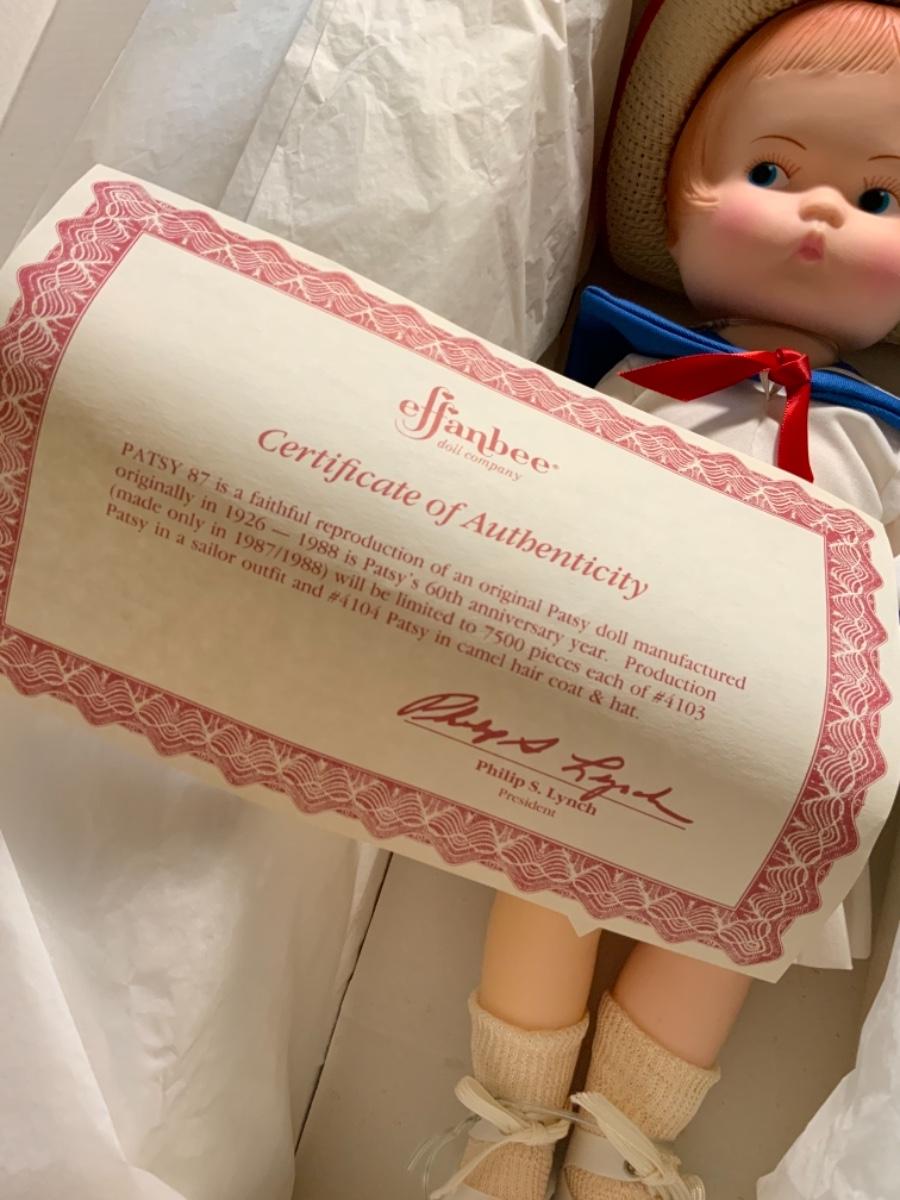 effanbee®
doll company
Certificate of Authenticity
PATSY 87 is a faithful reproduction of an original Patsy doll manufactured
originally in 1926 — 1988 is Patsy's 60th anniversary year. Production
(made only in 1987/1988) will be limited to 7500 pieces each of #4103
Patsy in a sailor outfit and #4104 Patsy in camel hair coat & hat.
Philip S. Lynch
Philip S. Lynch
President